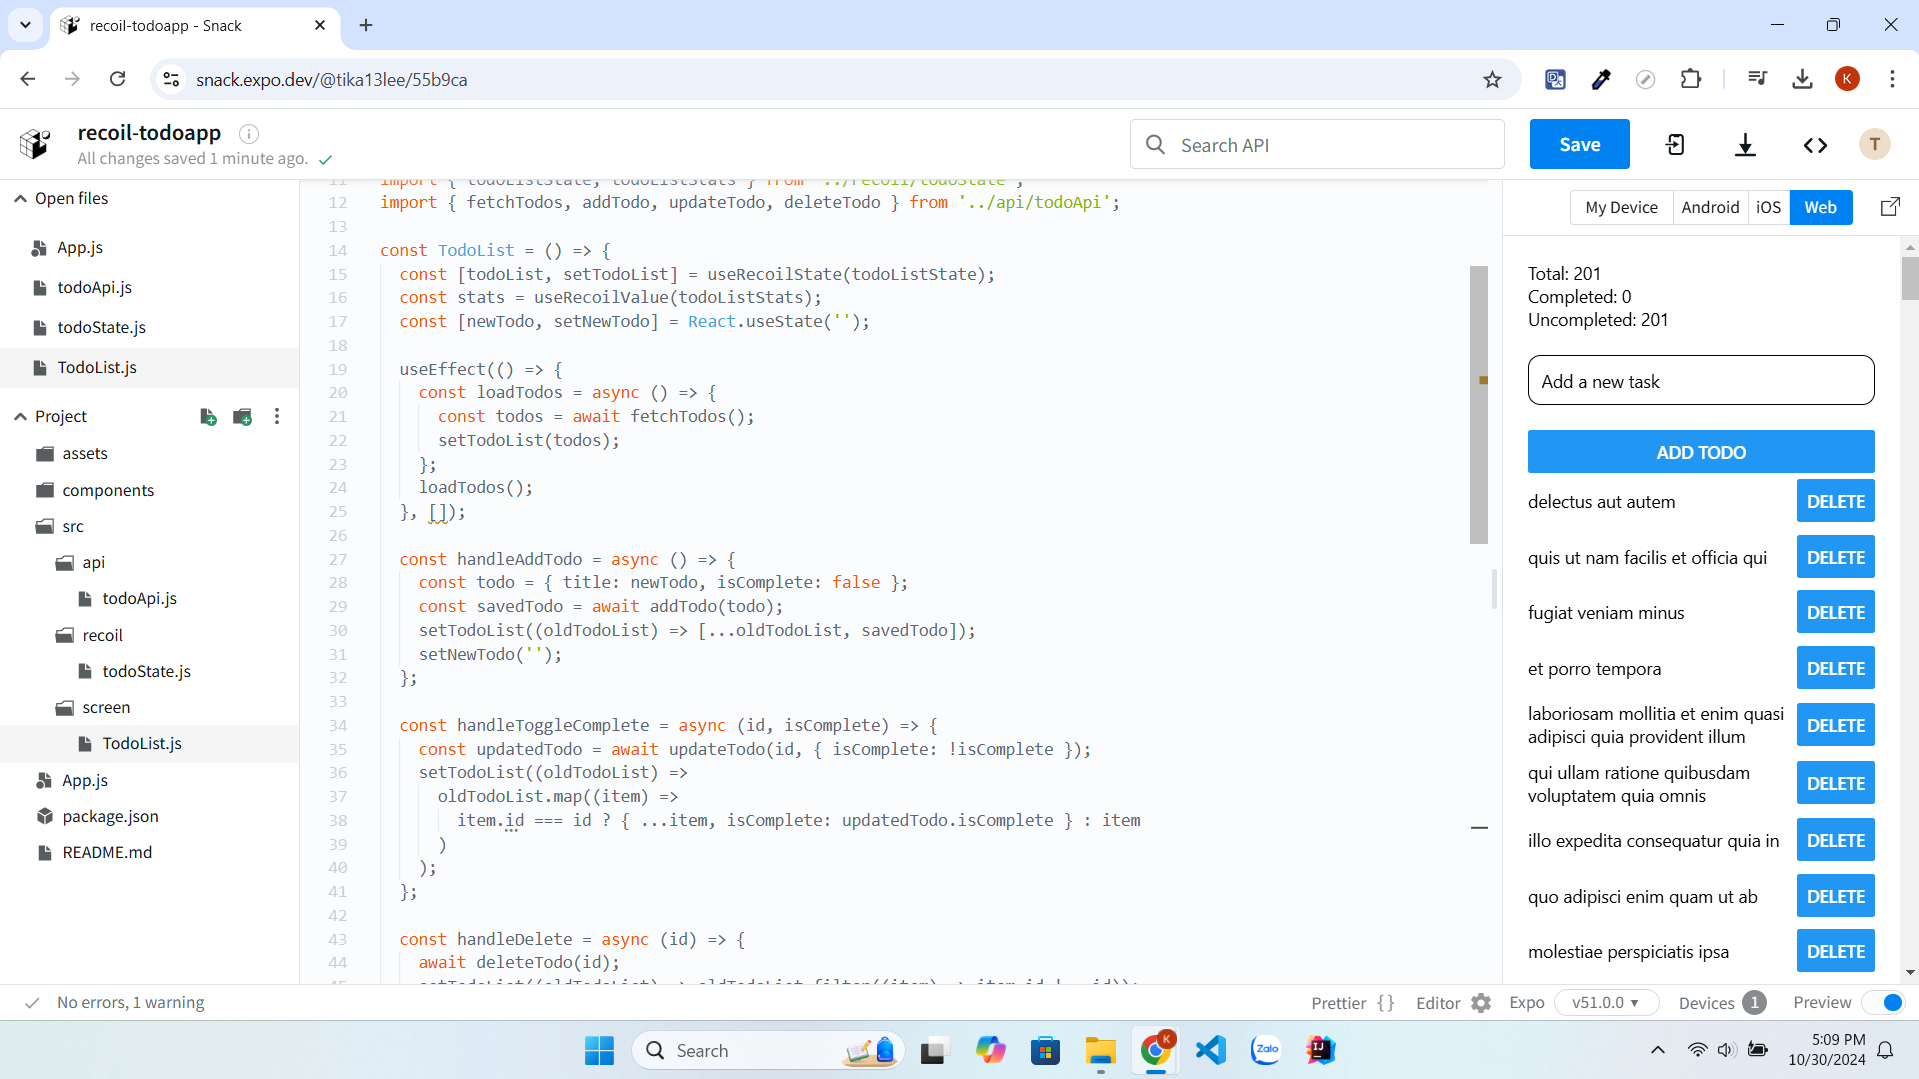 recoil-todoapp - Snack
snack.expo.dev/@tika13lee/55b9ca
K
recoil-todoapp
All changes saved 1 minute ago.
Search API
Save
T
Open files
App.js
todoApi.js
todoState.js
TodoList.js
Project
assets
components
src
api
todoApi.js
recoil
todoState.js
screen
TodoList.js
App.js
package.json
README.md
11 import { todoListState, todoListStats } from '../recoil/todoState';
12 import { fetchTodos, addTodo, updateTodo, deleteTodo } from '../api/todoApi';
13
14 const TodoList = () => {
15 const [todoList, setTodoList] = useRecoilState(todoListState);
16 const stats = useRecoilValue(todoListStats);
17 const [newTodo, setNewTodo] = React.useState('');
18
19 useEffect(() => {
20 const loadTodos = async () => {
21 const todos = await fetchTodos();
22 setTodoList(todos);
23 };
24 loadTodos();
25 }, []);
26
27 const handleAddTodo = async () => {
28 const todo = { title: newTodo, isComplete: false };
29 const savedTodo = await addTodo(todo);
30 setTodoList((oldTodoList) => [...oldTodoList, savedTodo]);
31 setNewTodo('');
32 };
33
34 const handleToggleComplete = async (id, isComplete) => {
35 const updatedTodo = await updateTodo(id, { isComplete: !isComplete });
36 setTodoList((oldTodoList) =>
37 oldTodoList.map((item) =>
38 item.id === id ? { ...item, isComplete: updatedTodo.isComplete } : item
39 )
40 );
41 };
42
43 const handleDelete = async (id) => {
44 await deleteTodo(id);
My Device
Android
iOS
Web
Total: 201
Completed: 0
Uncompleted: 201
Add a new task
ADD TODO
delectus aut autem DELETE
quis ut nam facilis et officia qui DELETE
fugiat veniam minus DELETE
et porro tempora DELETE
laboriosam mollitia et enim quasi
adipisci quia provident illum DELETE
qui ullam ratione quibusdam
voluptatem quia omnis DELETE
illo expedita consequatur quia in DELETE
quo adipisci enim quam ut ab DELETE
molestiae perspiciatis ipsa DELETE
No errors, 1 warning
Prettier { }
Editor
Expo
v51.0.0
Devices 1
Preview
Search
K
Zalo
IJ
5:09 PM
10/30/2024